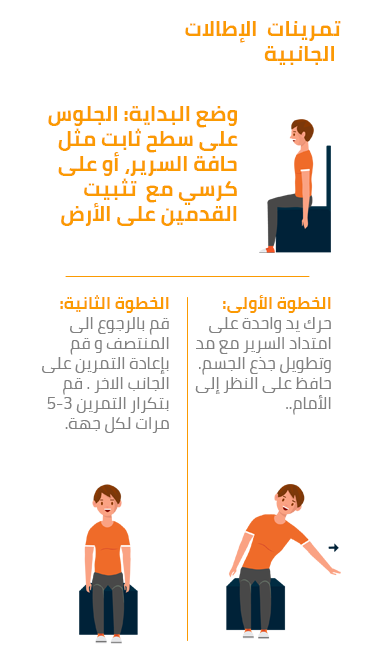 تمرينات الإطالات
الجانبية
وضع البداية: الجلوس
على سطح ثابت مثل
حافة السرير، أو على
كرسي مع تثبيت
القدمين على الأرض
الخطوة الأولى:
حرك يد واحدة على
امتداد السرير مع مد
وتطويل جذع الجسم.
حافظ على النظر إلى
الأمام..
الخطوة الثانية:
قم بالرجوع الى
المنتصف و قم
بإعادة التمرين على
الجانب الاخر . قم
بتكرار التمرين 3-5
مرات لكل جهة.